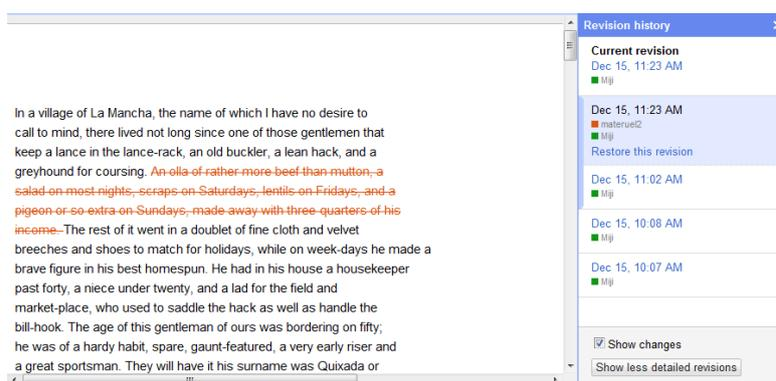 In a village of La Mancha, the name of which I have no desire to
call to mind, there lived not long since one of those gentlemen that
keep a lance in the lance-rack, an old buckler, a lean hack, and a
greyhound for coursing. An olla of rather more beef than mutton, a
salad on most nights, scraps on Saturdays, lentils on Fridays, and a
pigeon or so extra on Sundays, made away with three-quarters of his
income. The rest of it went in a doublet of fine cloth and velvet
breeches and shoes to match for holidays, while on week-days he made a
brave figure in his best homespun. He had in his house a housekeeper
past forty, a niece under twenty, and a lad for the field and
market-place, who used to saddle the hack as well as handle the
bill-hook. The age of this gentleman of ours was bordering on fifty;
he was of a hardy habit, spare, gaunt-featured, a very early riser and
a great sportsman. They will have it his surname was Quixada or
Revision history
Current revision
Dec 15, 11:23 AM
Miji
Dec 15, 11:23 AM
materuel2
Miji
Restore this revision
Dec 15, 11:02 AM
Miji
Dec 15, 10:08 AM
Miji
Dec 15, 10:07 AM
Miji
Show changes
Show less detailed revisions